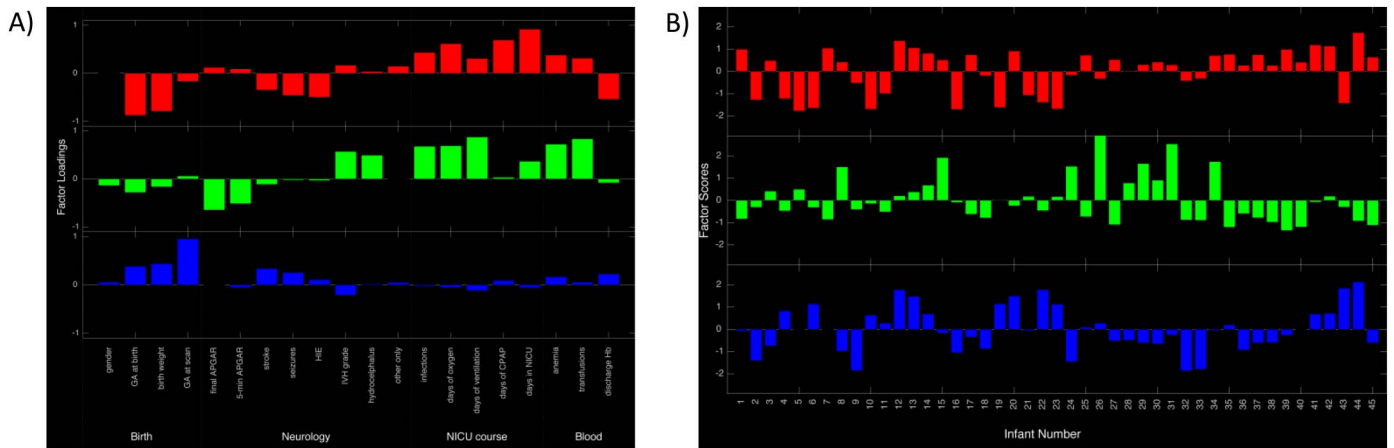 A)
Factor Loadings
1
0
-1
1
0
-1
1
0
-1
gender
GA at birth
birth weight
GA at scan
final APGAR
5-min APGAR
stroke
seizures
HIE
IVH grade
hydrocelphalus
other only
infections
days of oxygen
days of ventilation
days of CPAP
days in NICU
anemia
transfusions
discharge Hb
Birth Neurology NICU course Blood
B)
Factor Scores
2
1
0
-1
-2
2
1
0
-1
-2
2
1
0
-1
-2
1 2 3 4 5 6 7 8 9 10 11 12 13 14 15 16 17 18 19 20 21 22 23 24 25 26 27 28 29 30 31 32 33 34 35 36 37 38 39 40 41 42 43 44 45
Infant Number